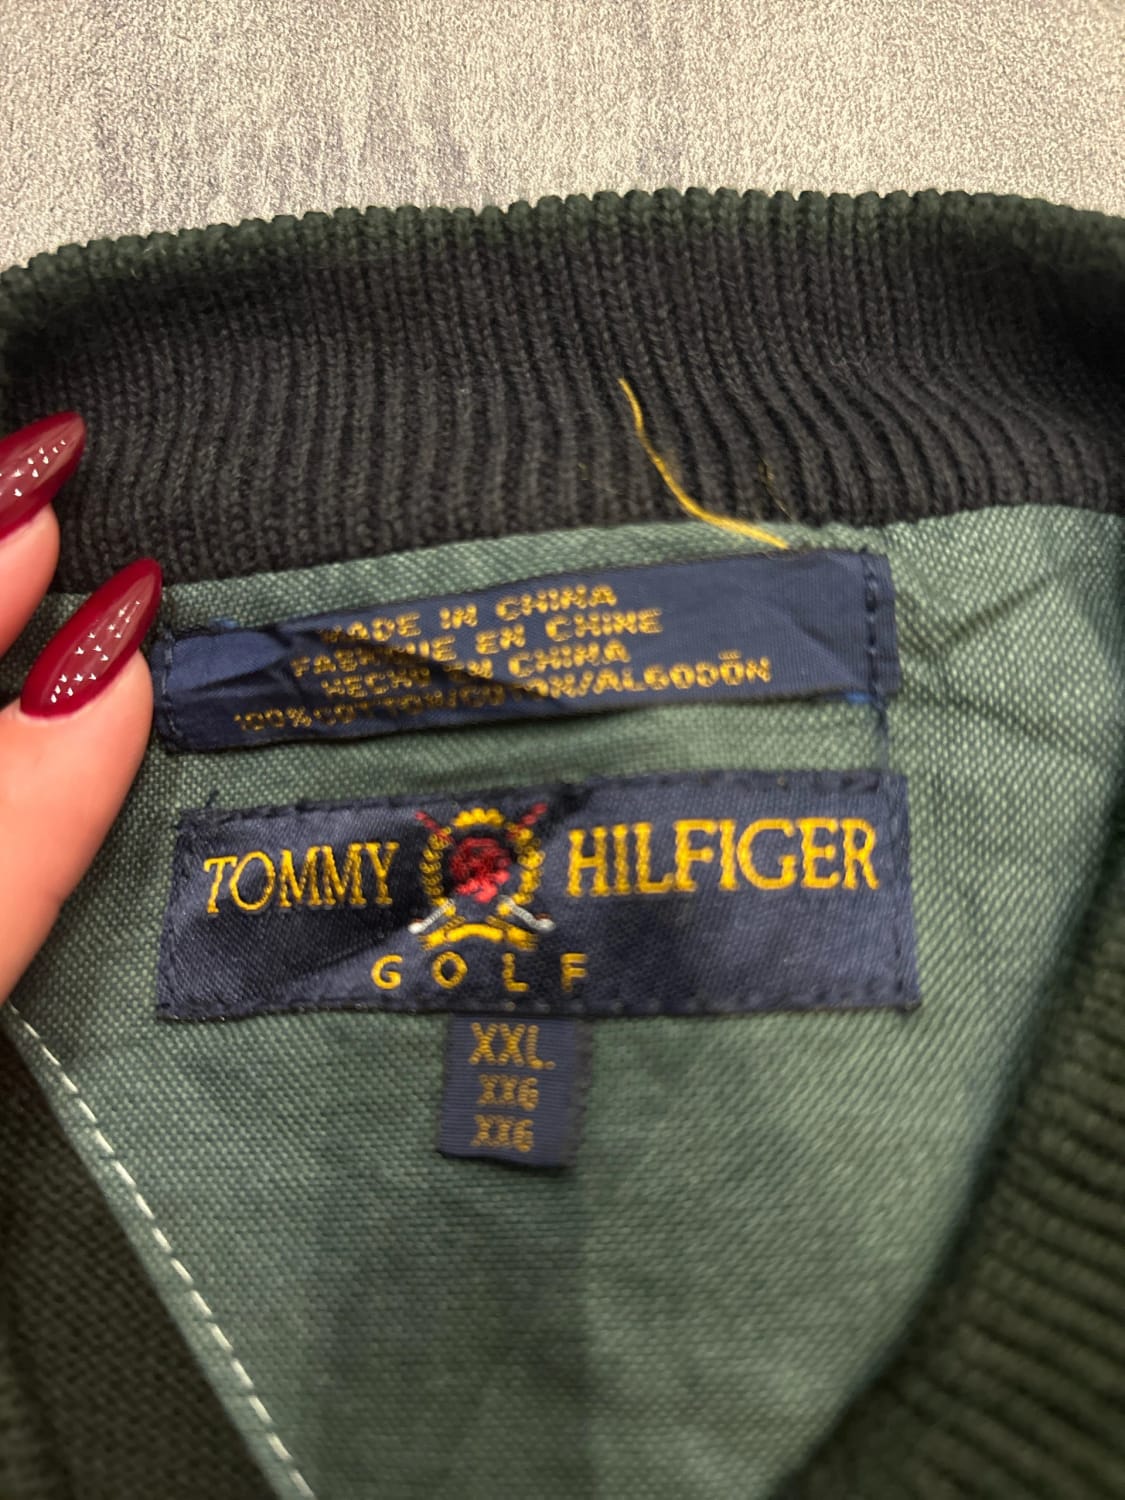 MADE IN CHINA
FABRIQUE EN CHINE
HECHO EN CHINA
100% COTTON/COTON/ALGODÓN
TOMMY HILFIGER
GOLF
XXL
XXG
XXG